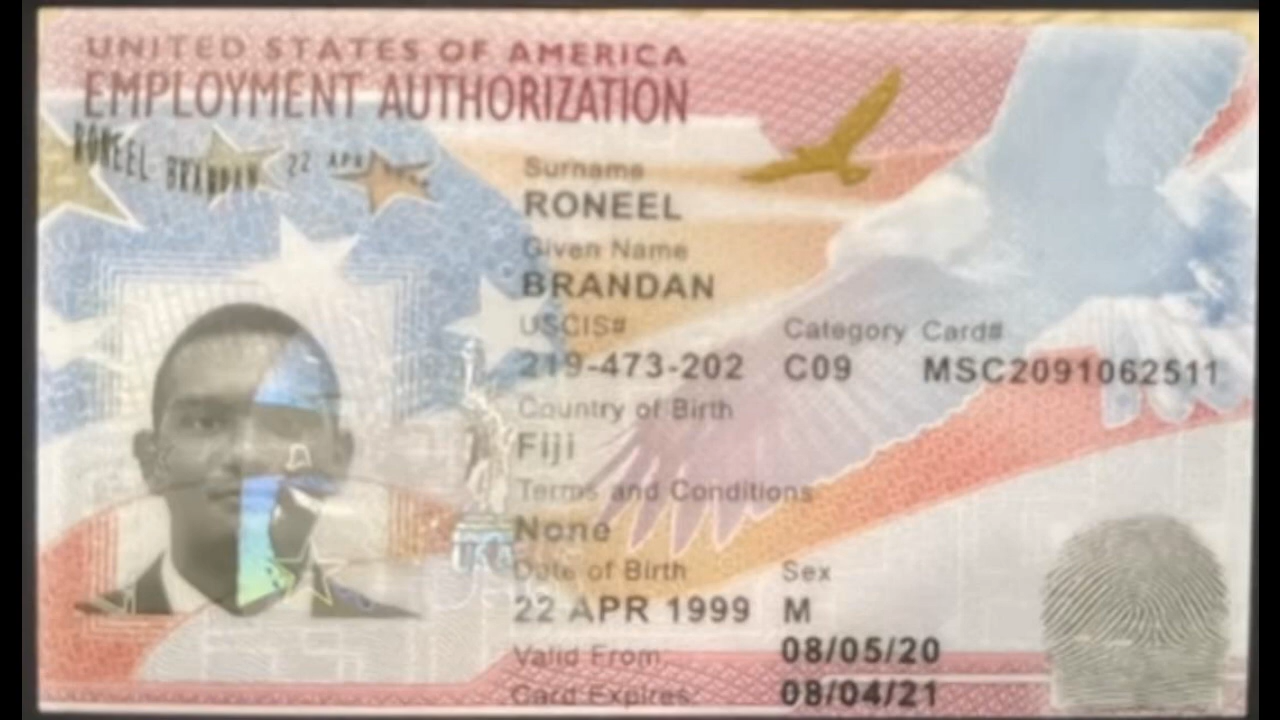 UNITED STATES OF AMERICA
EMPLOYMENT AUTHORIZATION
RONEEL BRANDAN 22 APR
Surname
RONEEL
Given Name
BRANDAN
USCIS# Category Card#
219-473-202 C09 MSC2091062511
Country of Birth
Fiji
Terms and Conditions
None
Date of Birth Sex
22 APR 1999 M
Valid From: 08/05/20
Card Expires: 08/04/21
USA